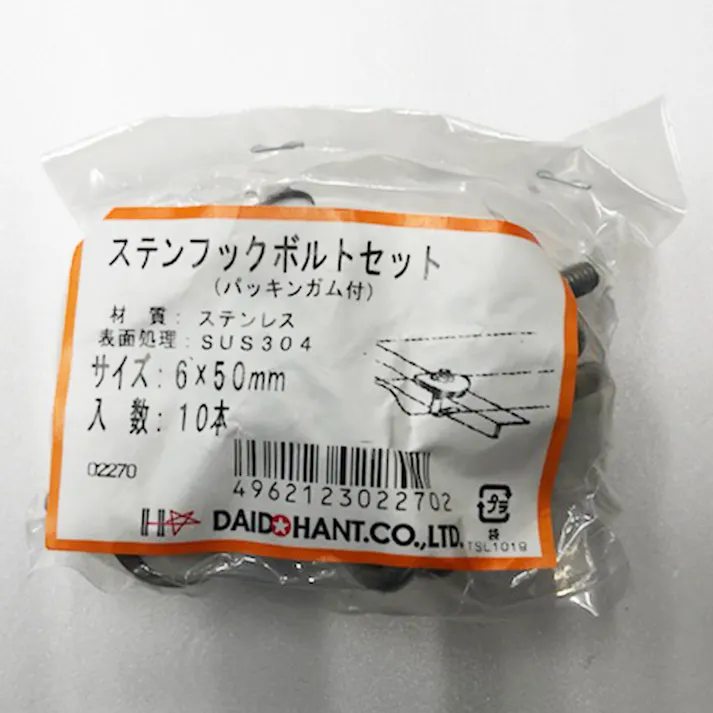 ステンフックボルトセット
(パッキンガム付)
材 質: ステンレス
表面処理: SUS304
サイズ: 6×50mm
入 数: 10本
02270
4962123022702
DAIDOHANT.CO.,LTD.
プラ
袋
TSL1019